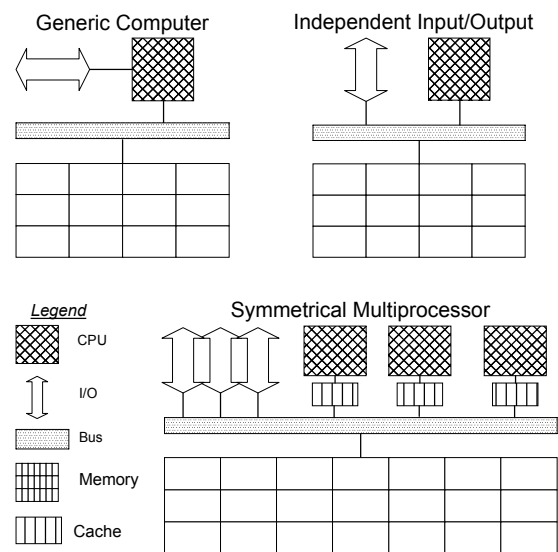 Generic Computer
Independent Input/Output
Legend
CPU
I/O
Bus
Memory
Cache
Symmetrical Multiprocessor